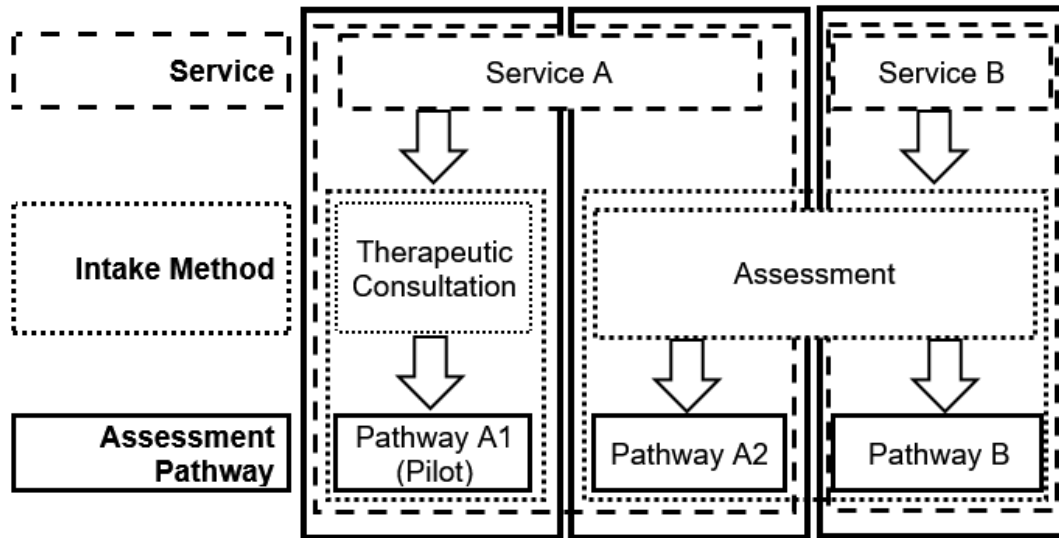 Service
Service A
Service B
Intake Method
Therapeutic
Consultation
Assessment
Assessment
Pathway
Pathway A1
(Pilot)
Pathway A2
Pathway B